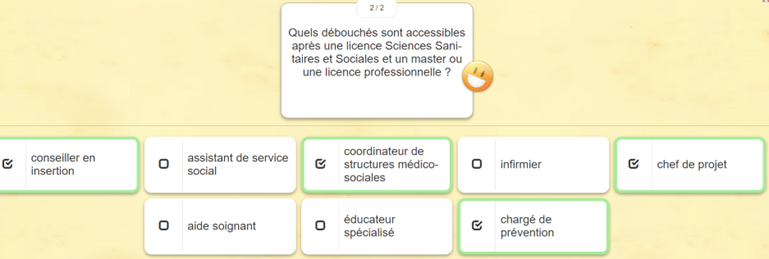 2 / 2
Quels débouchés sont accessibles
après une licence Sciences Sani-
taires et Sociales et un master ou
une licence professionnelle ?
conseiller en
insertion
assistant de service
social
coordinateur de
structures médico-
sociales
infirmier
chef de projet
aide soignant
éducateur
spécialisé
chargé de
prévention